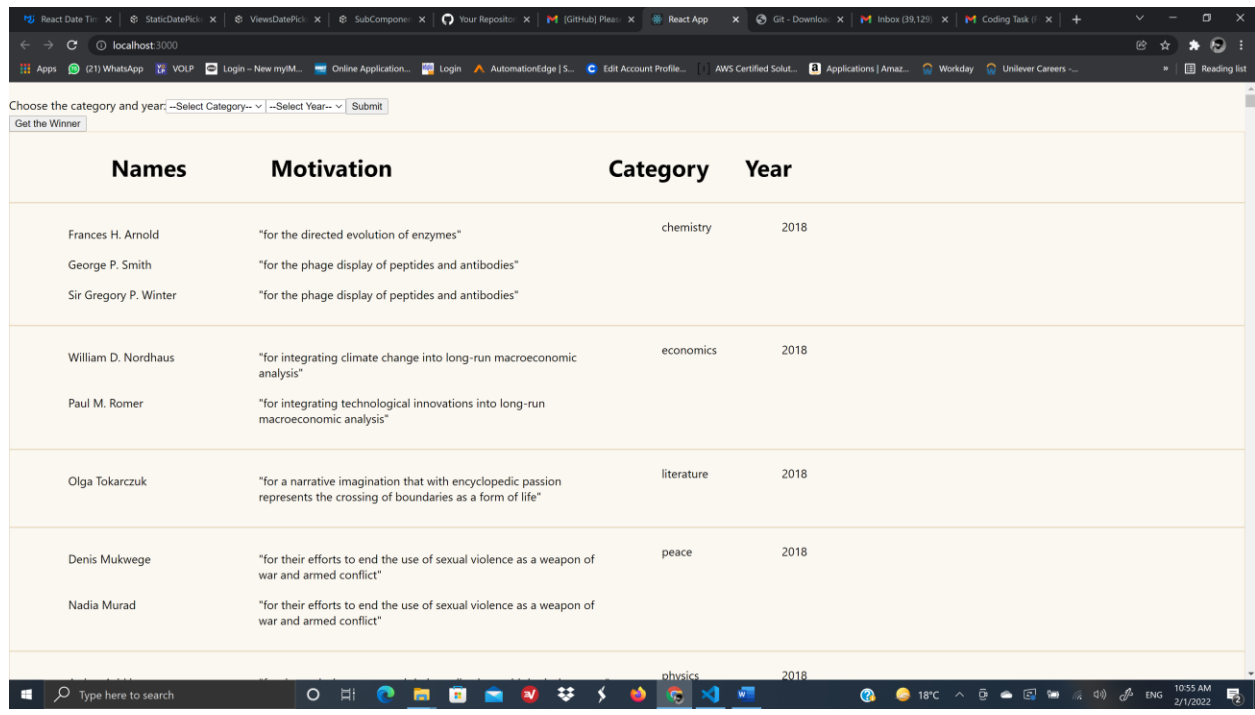 React Date Tim
StaticDatePick
ViewsDatePick
SubComponen
Your Repositor
[GitHub] Pleas
React App
Git - Downloa
Inbox (39,129)
Coding Task (F
localhost:3000
Apps
(21) WhatsApp
VOLP
Login – New myIM...
Online Application...
Login
AutomationEdge | S...
Edit Account Profile...
AWS Certified Solut...
Applications | Amaz...
Workday
Unilever Careers -...
»
Reading list
Choose the category and year: --Select Category-- --Select Year-- Submit
Get the Winner
Names Motivation Category Year
Frances H. Arnold "for the directed evolution of enzymes" chemistry 2018
George P. Smith "for the phage display of peptides and antibodies"
Sir Gregory P. Winter "for the phage display of peptides and antibodies"
William D. Nordhaus "for integrating climate change into long-run macroeconomic economics 2018
analysis"
Paul M. Romer "for integrating technological innovations into long-run
macroeconomic analysis"
Olga Tokarczuk "for a narrative imagination that with encyclopedic passion literature 2018
represents the crossing of boundaries as a form of life"
Denis Mukwege "for their efforts to end the use of sexual violence as a weapon of peace 2018
war and armed conflict"
Nadia Murad "for their efforts to end the use of sexual violence as a weapon of
war and armed conflict"
physics 2018
Type here to search
18°C
ENG
10:55 AM
2/1/2022
2